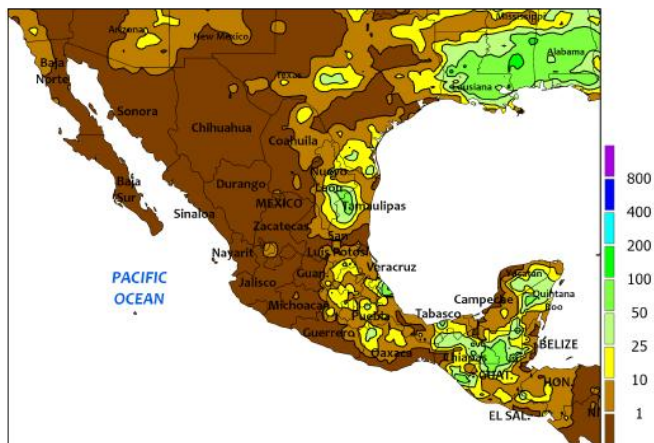 Mississippi
Arizona
New Mexico
Alabama
Baja
Norte
Texas
Louisiana
Sonora
Chihuahua
Coahuila
Nuevo
Leon
Baja
Sur
Durango
MEXICO
Tamaulipas
Sinaloa
Zacatecas
San
Luis Potosi
Nayarit
Guan.
Veracruz
Yucatan
PACIFIC
OCEAN
Jalisco
Campeche
Quintana
Roo
Michoacan
Puebla
Tabasco
Guerrero
BELIZE
Oaxaca
Chiapas
GUAT.
HON.
EL SAL.
800
400
200
100
50
25
10
1